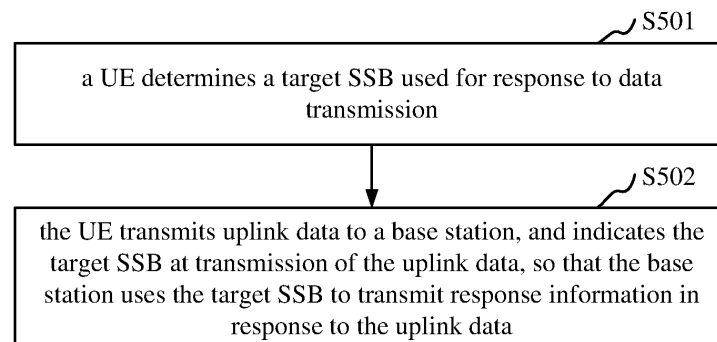 S501
a UE determines a target SSB used for response to data
transmission
S502
the UE transmits uplink data to a base station, and indicates the
target SSB at transmission of the uplink data, so that the base
station uses the target SSB to transmit response information in
response to the uplink data